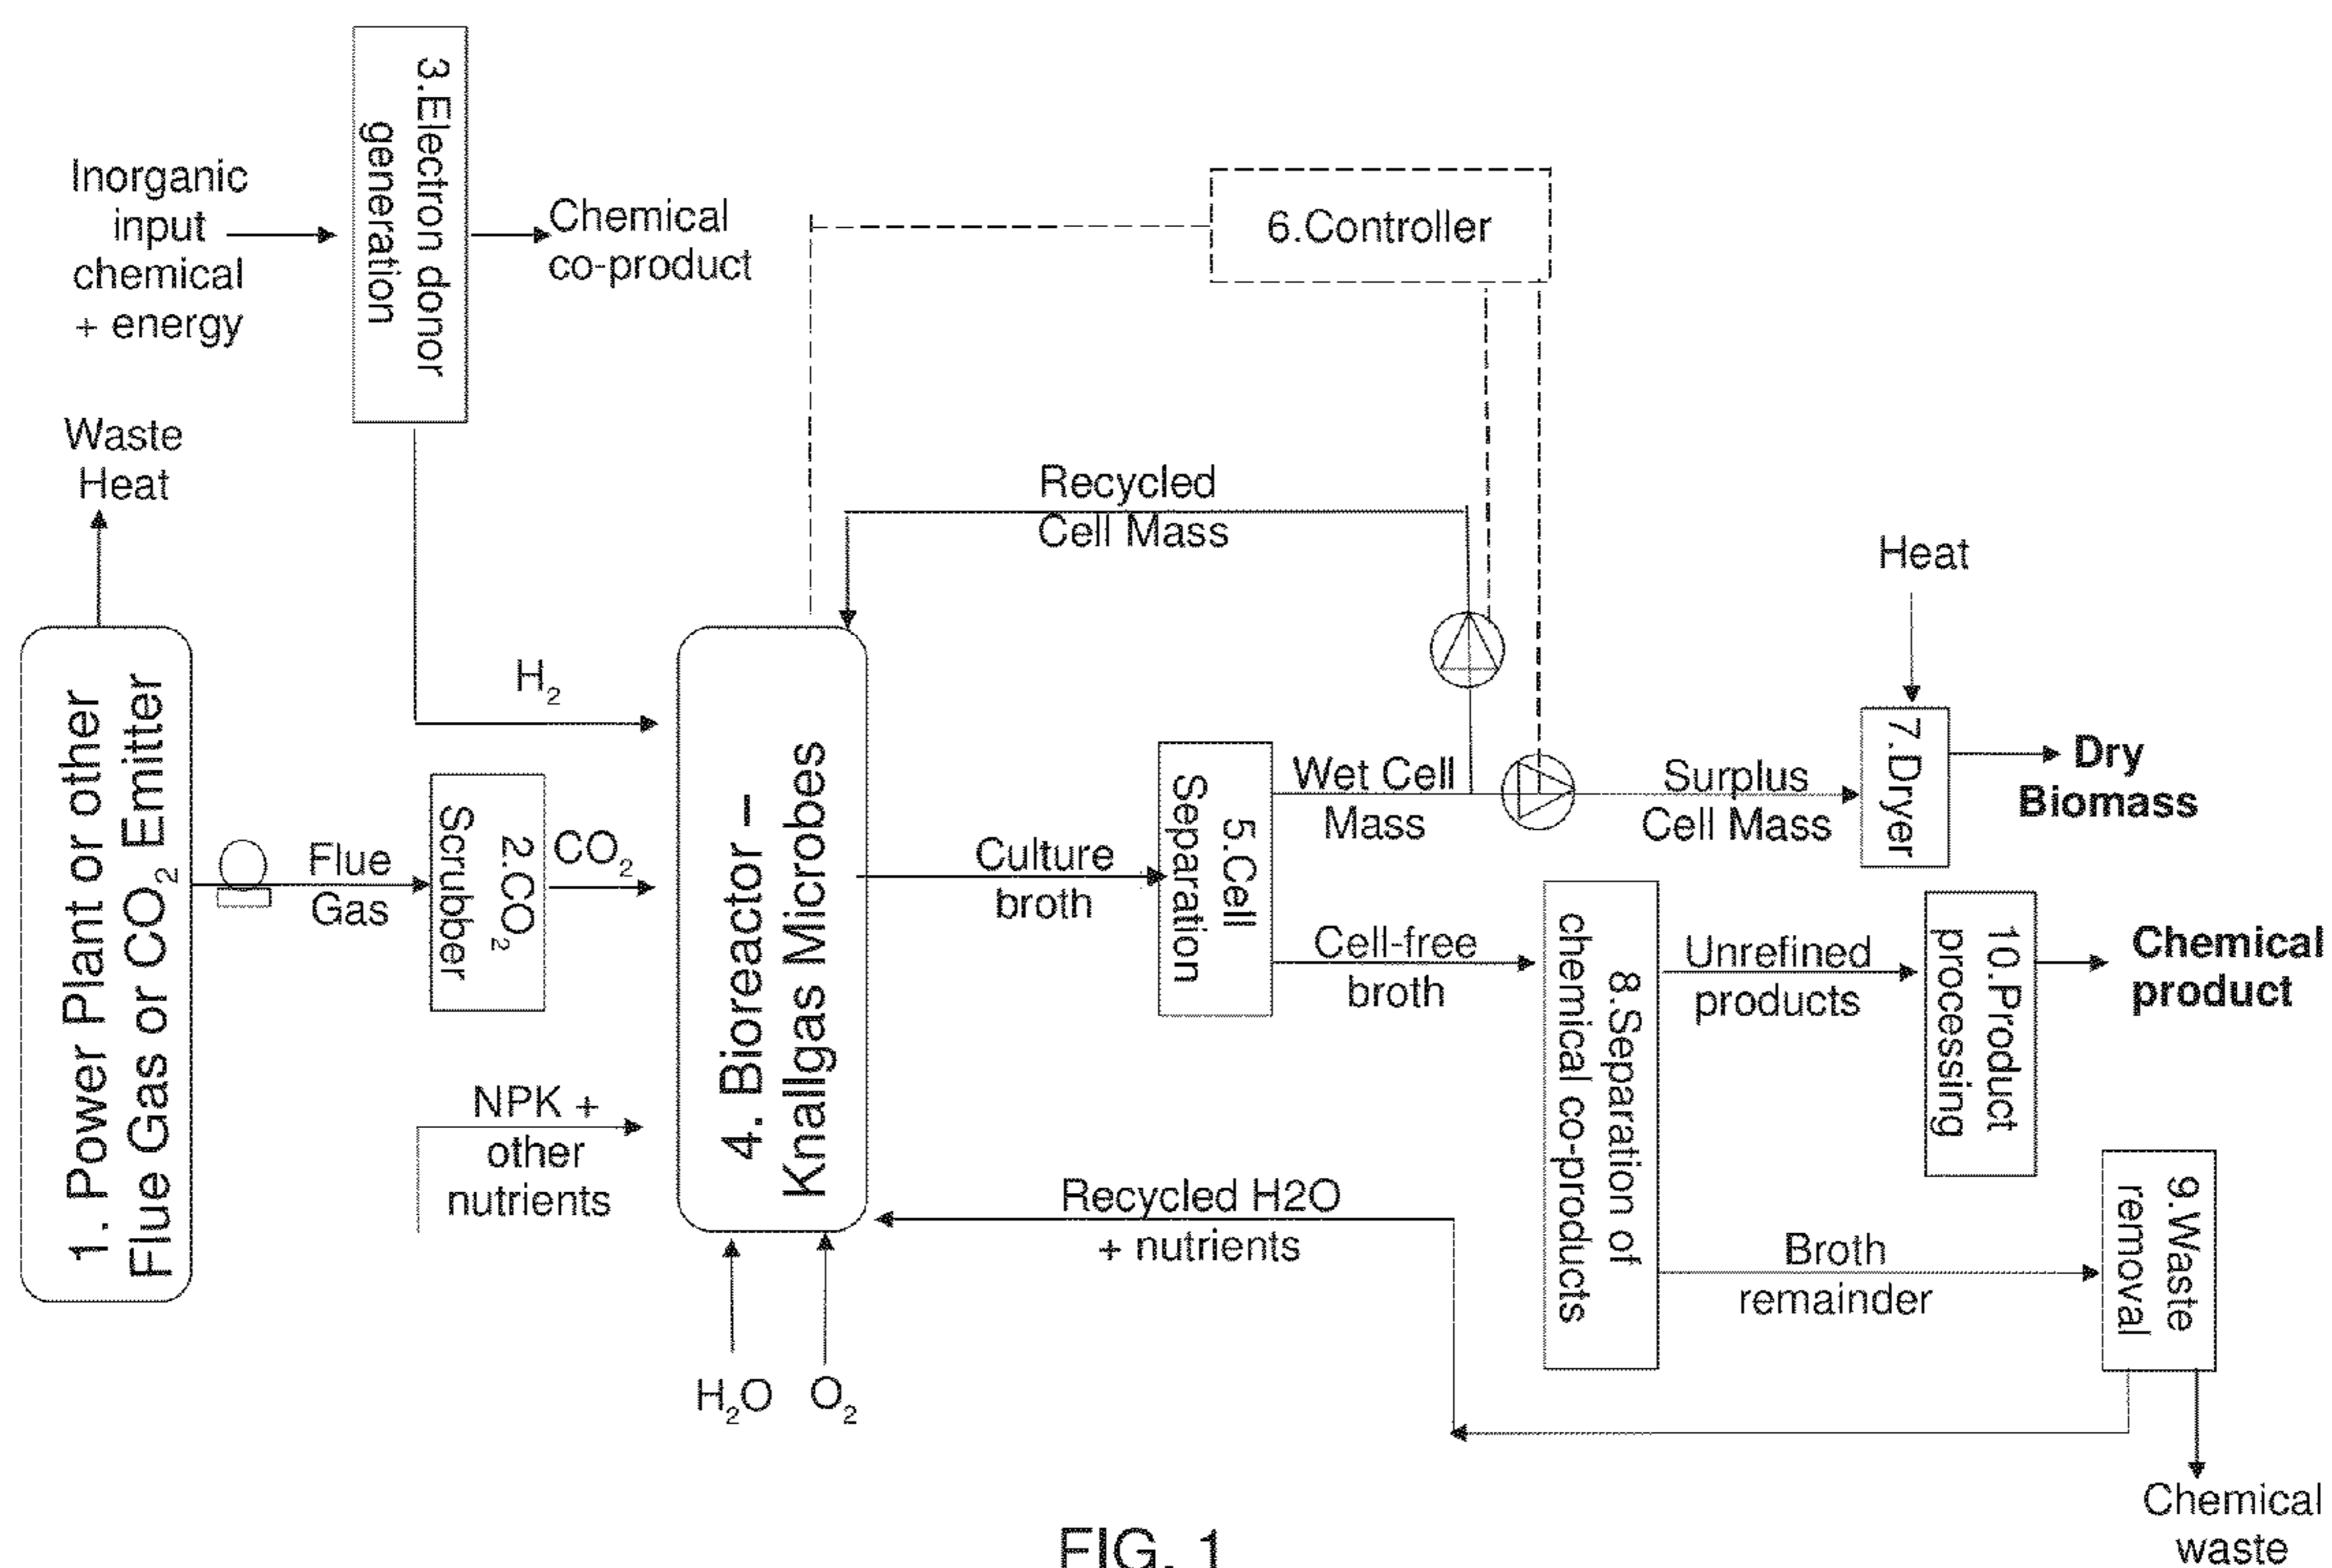 3.Electron donor
generation
Inorganic
input
chemical
+ energy
Chemical
co-product
6.Controller
Waste
Heat
Recycled
Cell Mass
Heat
H₂
1. Power Plant or other
Flue Gas or CO₂ Emitter
Flue
Gas
2.CO₂
Scrubber
CO₂
NPK +
other
nutrients
4. Bioreactor –
Knallgas Microbes
H₂O
O₂
Culture
broth
5.Cell
Separation
Wet Cell
Mass
Surplus
Cell Mass
7.Dryer
Dry
Biomass
Cell-free
broth
8.Separation of
chemical co-products
Unrefined
products
10.Product
processing
Chemical
product
Recycled H2O
+ nutrients
Broth
remainder
9.Waste
removal
Chemical
waste
FIG. 1